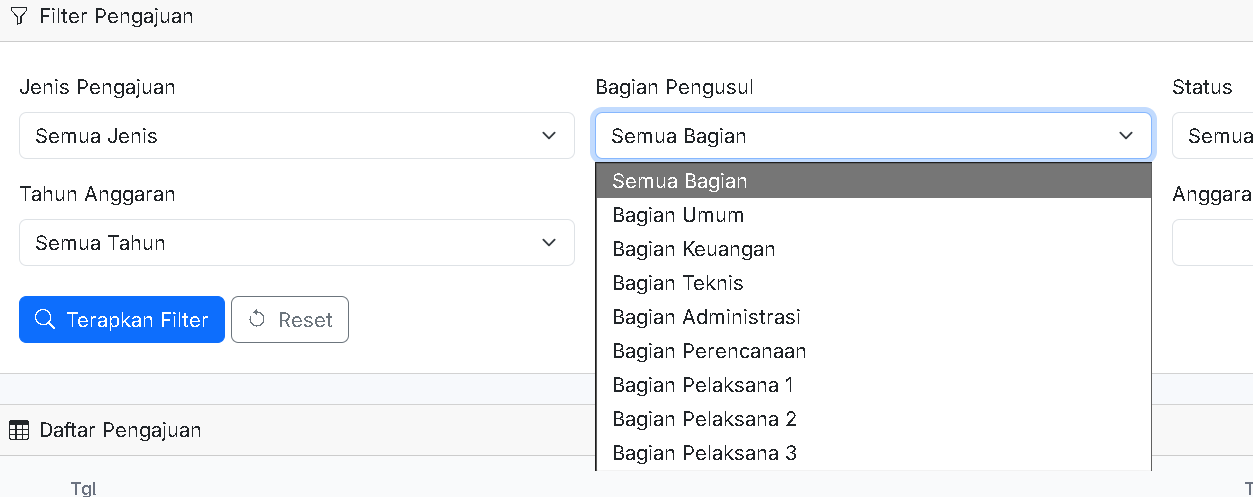 Filter Pengajuan
Jenis Pengajuan
Bagian Pengusul
Status
Semua Jenis
Semua Bagian
Semua
Semua Bagian
Tahun Anggaran
Semua Tahun
Bagian Umum
Bagian Keuangan
Bagian Teknis
Bagian Administrasi
Bagian Perencanaan
Bagian Pelaksana 1
Bagian Pelaksana 2
Bagian Pelaksana 3
Terapkan Filter
Reset
Daftar Pengajuan
Tgl